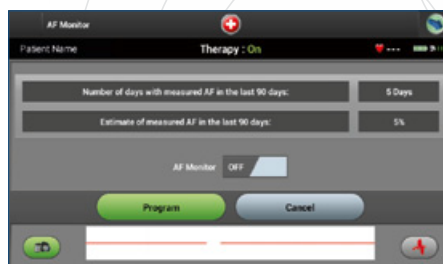 AF Monitor
Patient Name
Therapy : On
---
Number of days with measured AF in the last 90 days:
5 Days
Estimate of measured AF in the last 90 days:
5%
AF Monitor
OFF
Program
Cancel